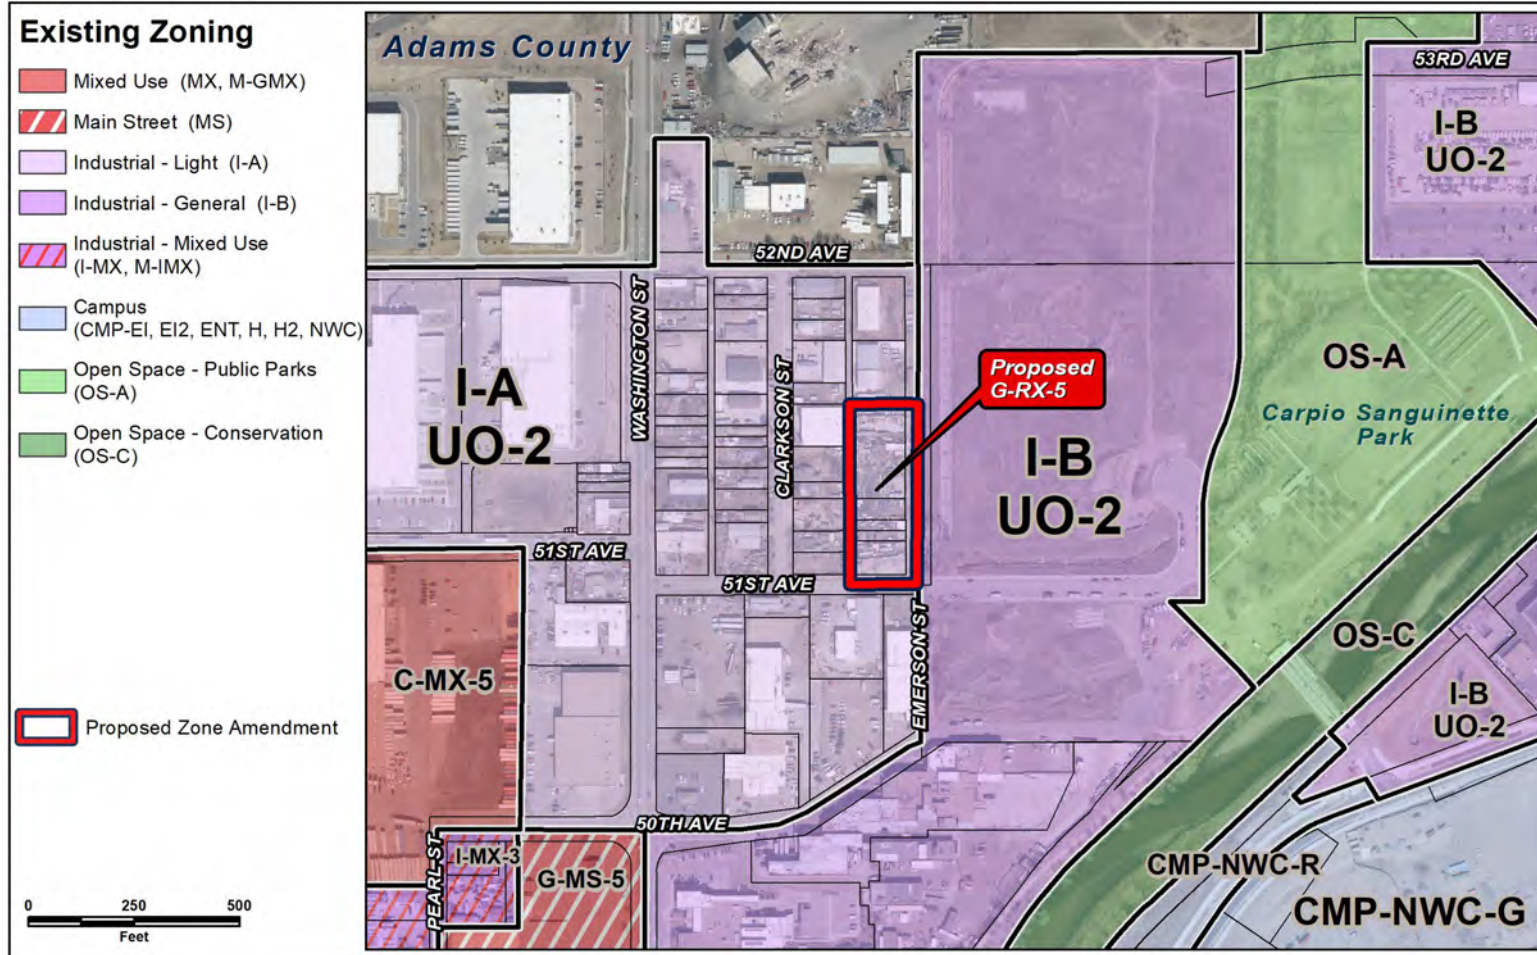 Existing Zoning
Mixed Use (MX, M-GMX)
Main Street (MS)
Industrial - Light (I-A)
Industrial - General (I-B)
Industrial - Mixed Use
(I-MX, M-IMX)
Campus
(CMP-EI, EI2, ENT, H, H2, NWC)
Open Space - Public Parks
(OS-A)
Open Space - Conservation
(OS-C)
Proposed Zone Amendment
0 250 500
Feet
Adams County
53RD AVE
I-B
UO-2
52ND AVE
WASHINGTON ST
CLARKSON ST
Proposed
G-RX-5
OS-A
Carpio Sanguinette
Park
I-A
UO-2
I-B
UO-2
51ST AVE
51ST AVE
EMERSON ST
OS-C
C-MX-5
I-B
UO-2
50TH AVE
PEARL ST
I-MX-3
G-MS-5
CMP-NWC-R
CMP-NWC-G